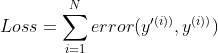 Loss = \sum_{i=1}^{N} error(y'^{(i))}, y^{(i))})